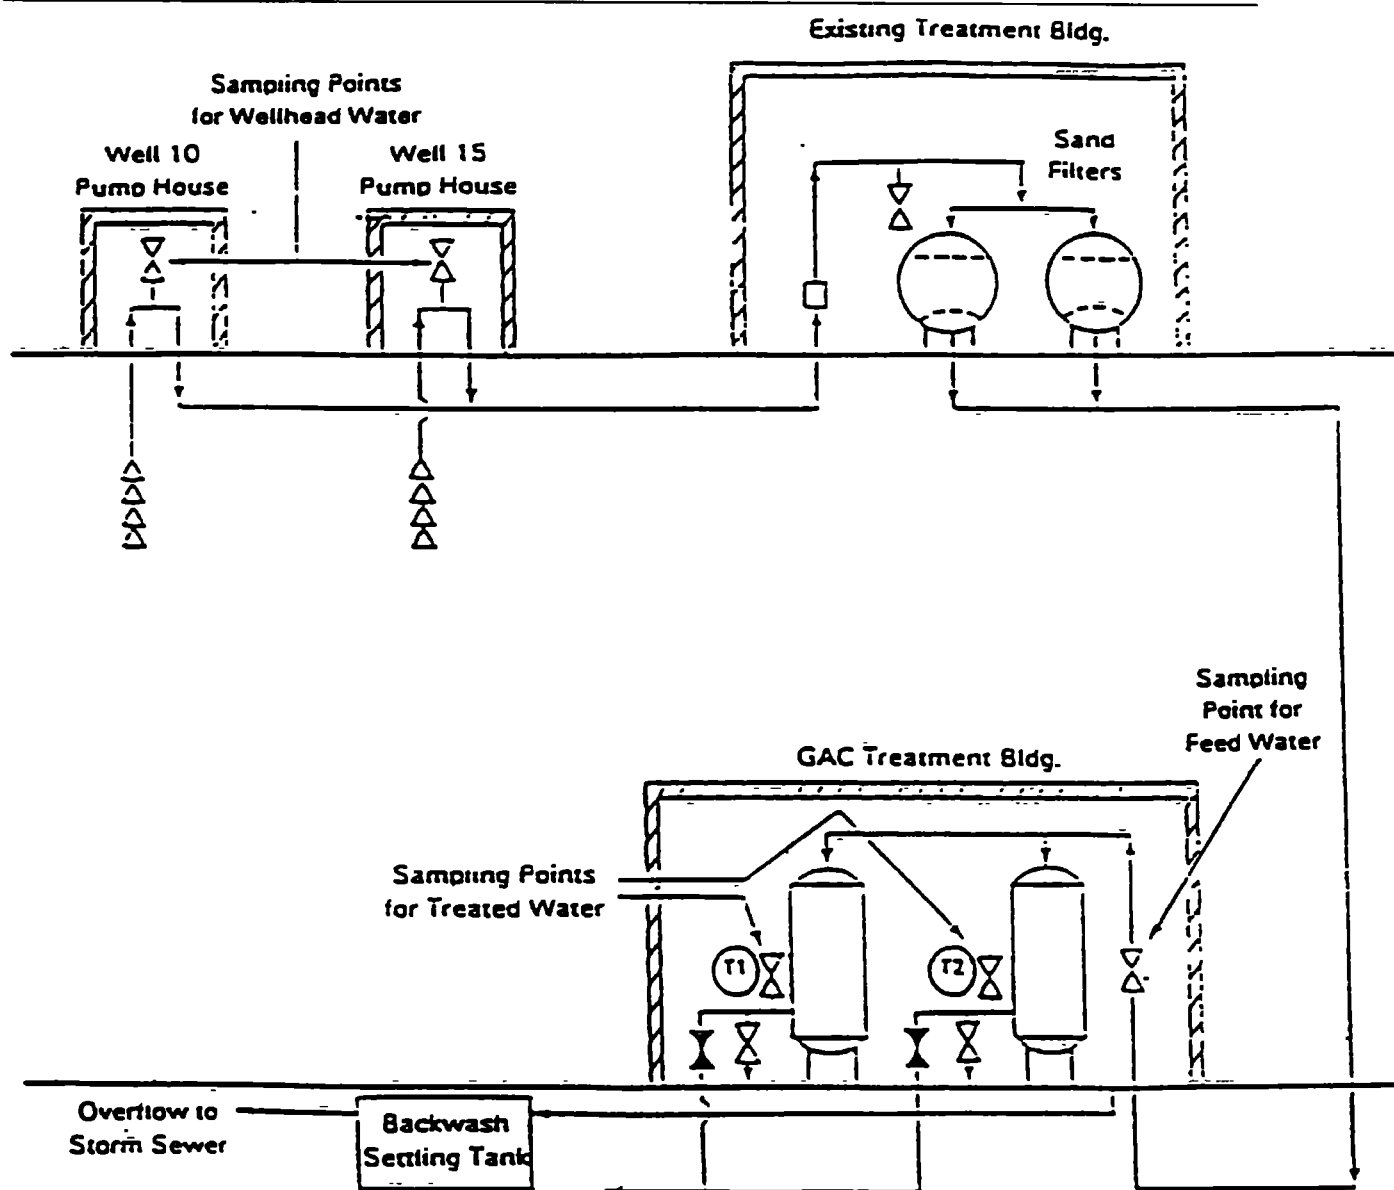 Existing Treatment Bldg.
Sampling Points
for Wellhead Water
Well 10
Pump House
Well 15
Pump House
Sand
Filters
Sampling
Point for
Feed Water
GAC Treatment Bldg.
Sampling Points
for Treated Water
T1
T2
Overflow to
Storm Sewer
Backwash
Settling Tank